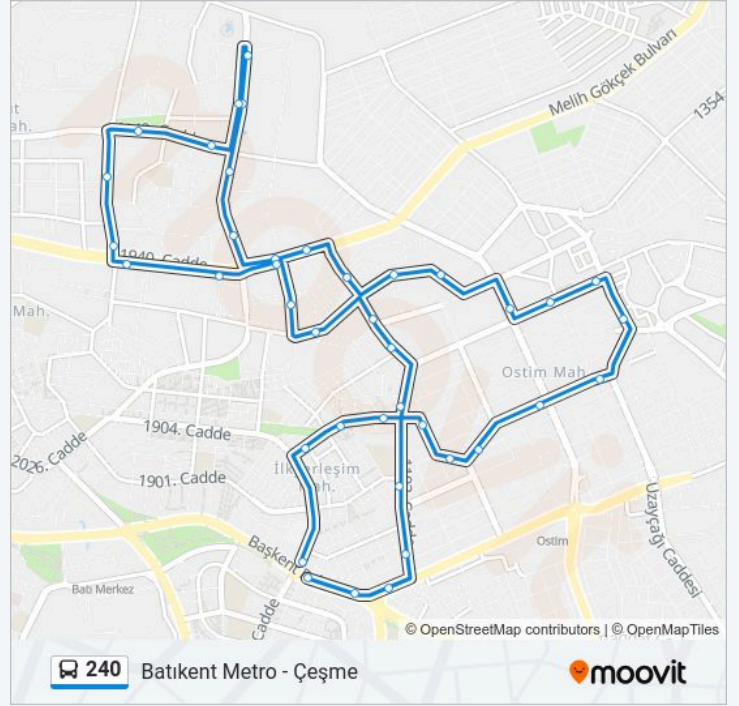 Melih Gökçek Bulvarı
1354
ah.
1940. Cadde
Mah.
Ostim Mah.
1904. Cadde
2026. Cadde
İlkyerleşim
Mah.
1901. Cadde
Uzayçağı Caddesi
Başkent
Ostim
Batı Merkez
Cadde
© OpenStreetMap contributors | © OpenMapTiles
240 Batıkent Metro - Çeşme
moovit